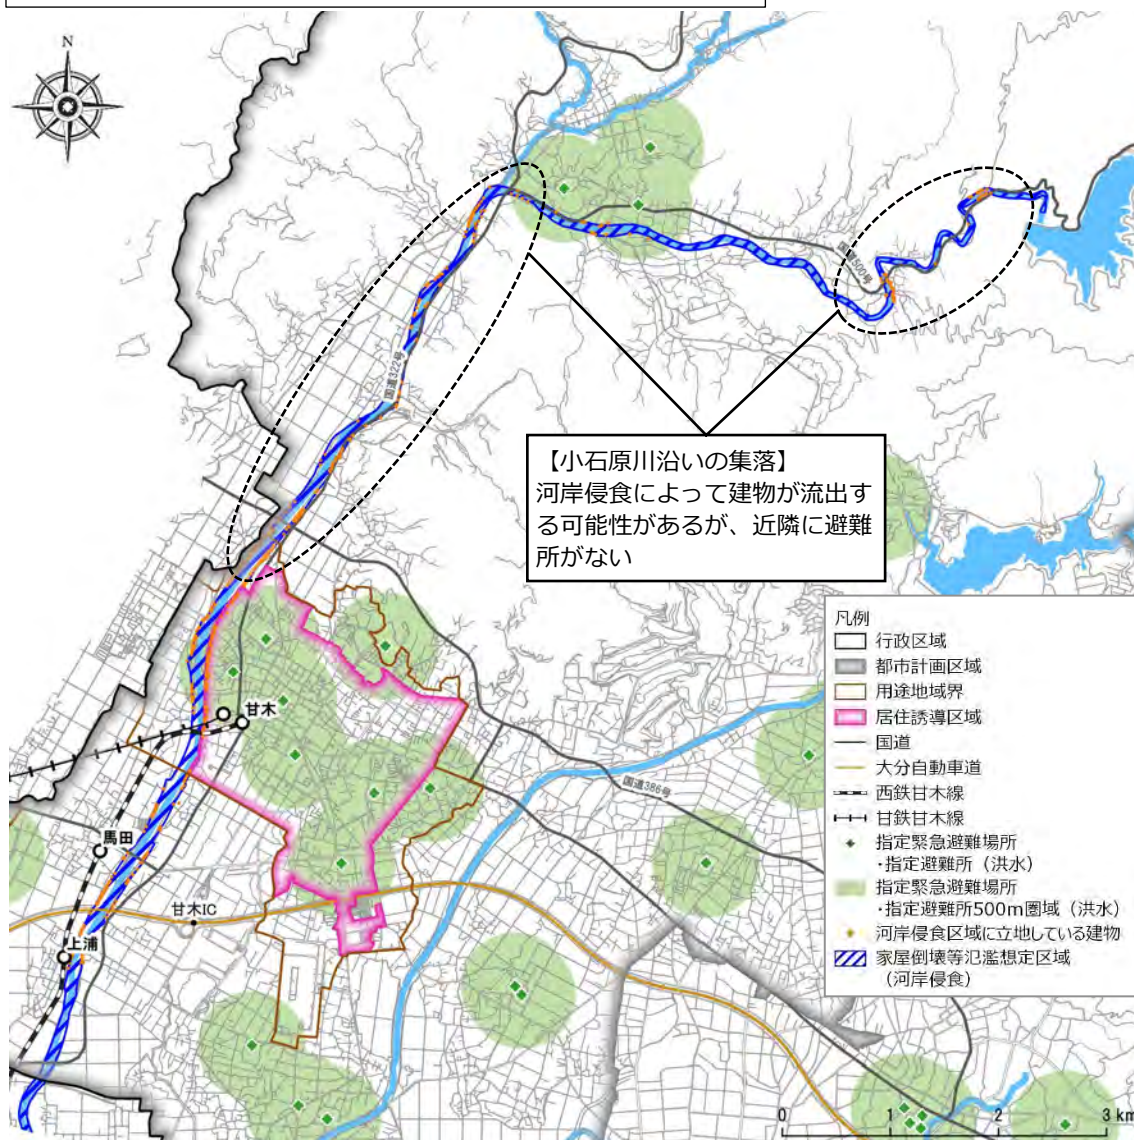 N
国道500号
国道322号
【小石原川沿いの集落】
河岸侵食によって建物が流出す
る可能性があるが、近隣に避難
所がない
甘木
国道386号
馬田
甘木IC
上浦
凡例
行政区域
都市計画区域
用途地域界
居住誘導区域
国道
大分自動車道
西鉄甘木線
甘鉄甘木線
指定緊急避難場所
・指定避難所（洪水）
指定緊急避難場所
・指定避難所500m圏域（洪水）
河岸侵食区域に立地している建物
家屋倒壊等氾濫想定区域
（河岸侵食）
0 1 2 3 km